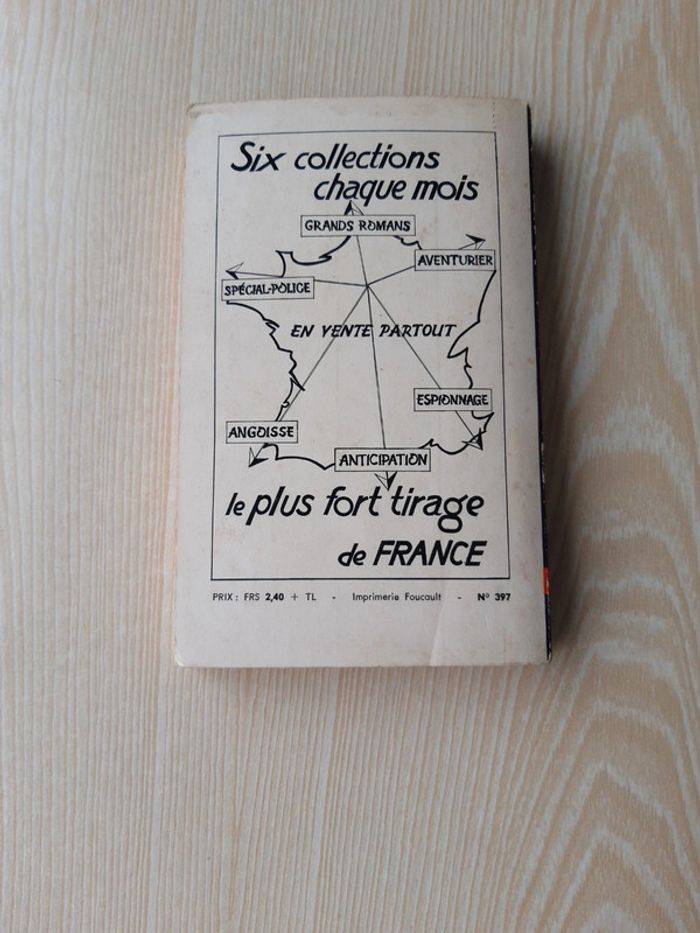 Six collections
chaque mois
GRANDS ROMANS
AVENTURIER
SPÉCIAL-POLICE
EN VENTE PARTOUT
ESPIONNAGE
ANGOISSE
ANTICIPATION
le plus fort tirage
de FRANCE
PRIX : FRS 2,40 + TL - Imprimerie Foucault - N° 397